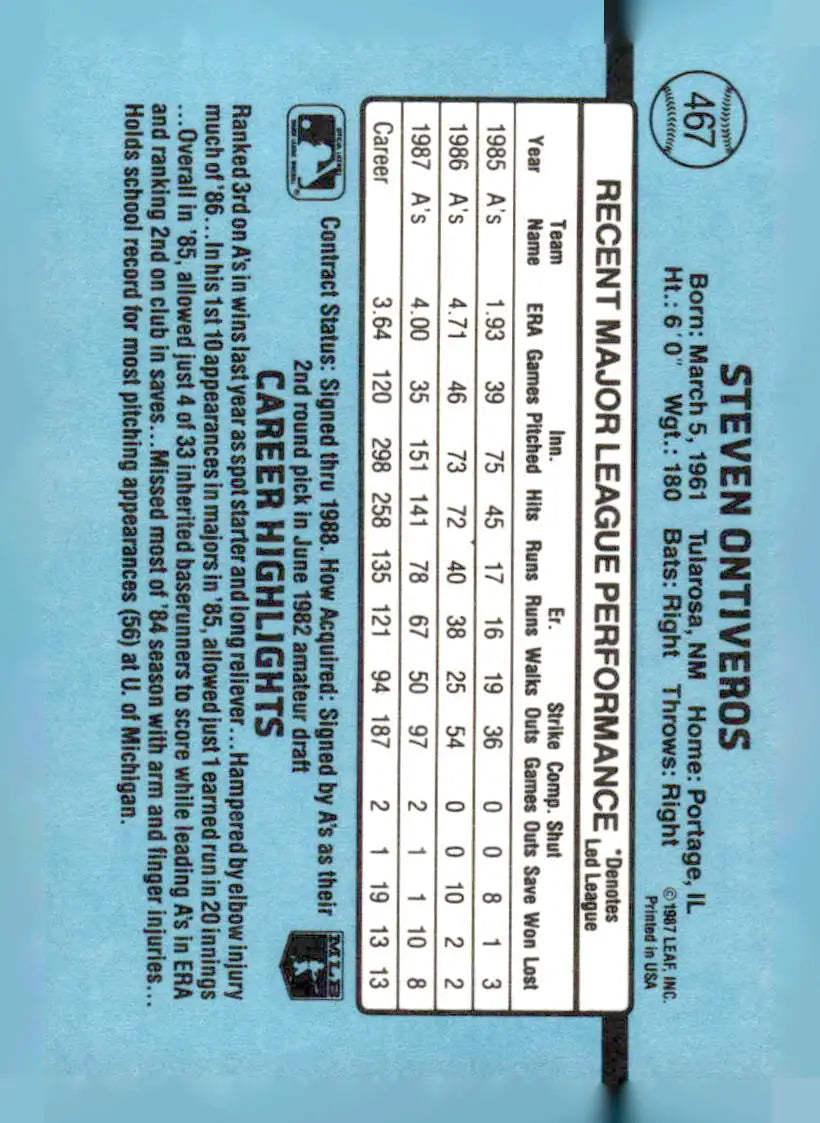 467
STEVEN ONTIVEROS
Born: March 5, 1961 Tularosa, NM Home: Portage, IL
Ht.: 6'0" Wgt.: 180 Bats: Right Throws: Right
© 1987 LEAF, INC.
Printed in USA
RECENT MAJOR LEAGUE PERFORMANCE *Denotes Led League
Team Inn. Er. Strike Comp. Shut
Year Name ERA Games Pitched Hits Runs Runs Walks Outs Games Outs Save Won Lost
1985 A's 1.93 39 75 45 17 16 19 36 0 0 8 1 3
1986 A's 4.71 46 73 72 40 38 25 54 0 0 10 2 2
1987 A's 4.00 35 151 141 78 67 50 97 2 1 1 10 8
Career 3.64 120 298 258 135 121 94 187 2 1 19 13 13
Contract Status: Signed thru 1988. How Acquired: Signed by A's as their
2nd round pick in June 1982 amateur draft
MLB
CAREER HIGHLIGHTS
Ranked 3rd on A's in wins last year as spot starter and long reliever... Hampered by elbow injury
much of '86...In his 1st 10 appearances in majors in '85, allowed just 1 earned run in 20 innings
...Overall in '85, allowed just 4 of 33 inherited baserunners to score while leading A's in ERA
and ranking 2nd on club in saves...Missed most of '84 season with arm and finger injuries...
Holds school record for most pitching appearances (56) at U. of Michigan.